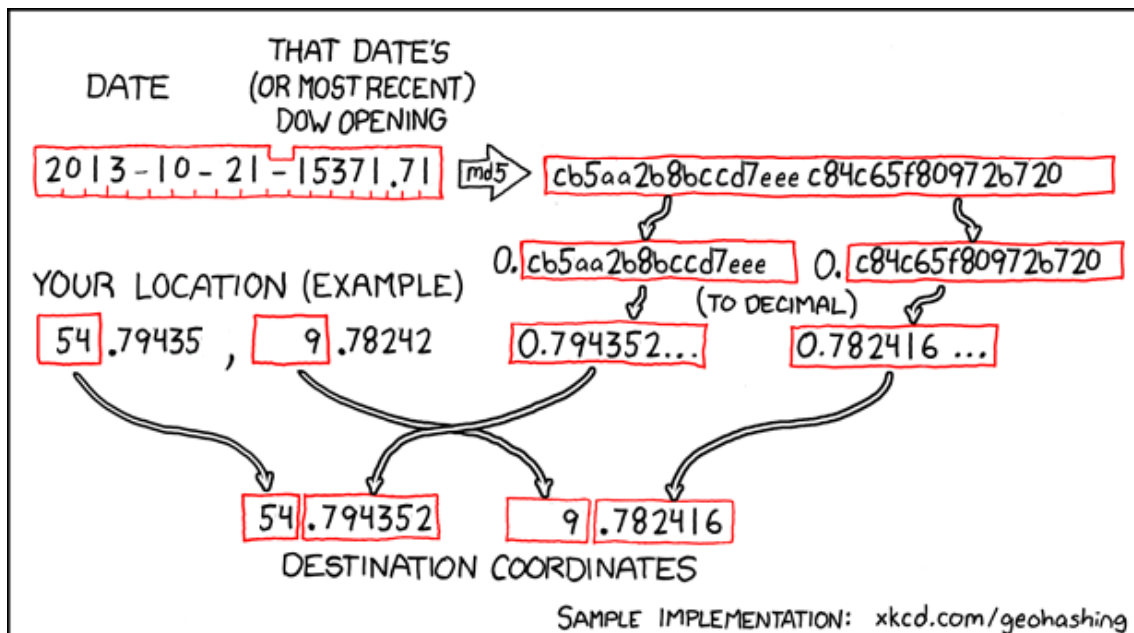 DATE
THAT DATE'S
(OR MOST RECENT)
DOW OPENING
2013-10-21-15371.71
md5
cb5aa2b8bccd7eeec84c65f80972b720
0.cb5aa2b8bccd7eee
0.c84c65f80972b720
YOUR LOCATION (EXAMPLE)
(TO DECIMAL)
54.79435, 9.78242
0.794352...
0.782416...
54.794352
9.782416
DESTINATION COORDINATES
SAMPLE IMPLEMENTATION: xkcd.com/geohashing